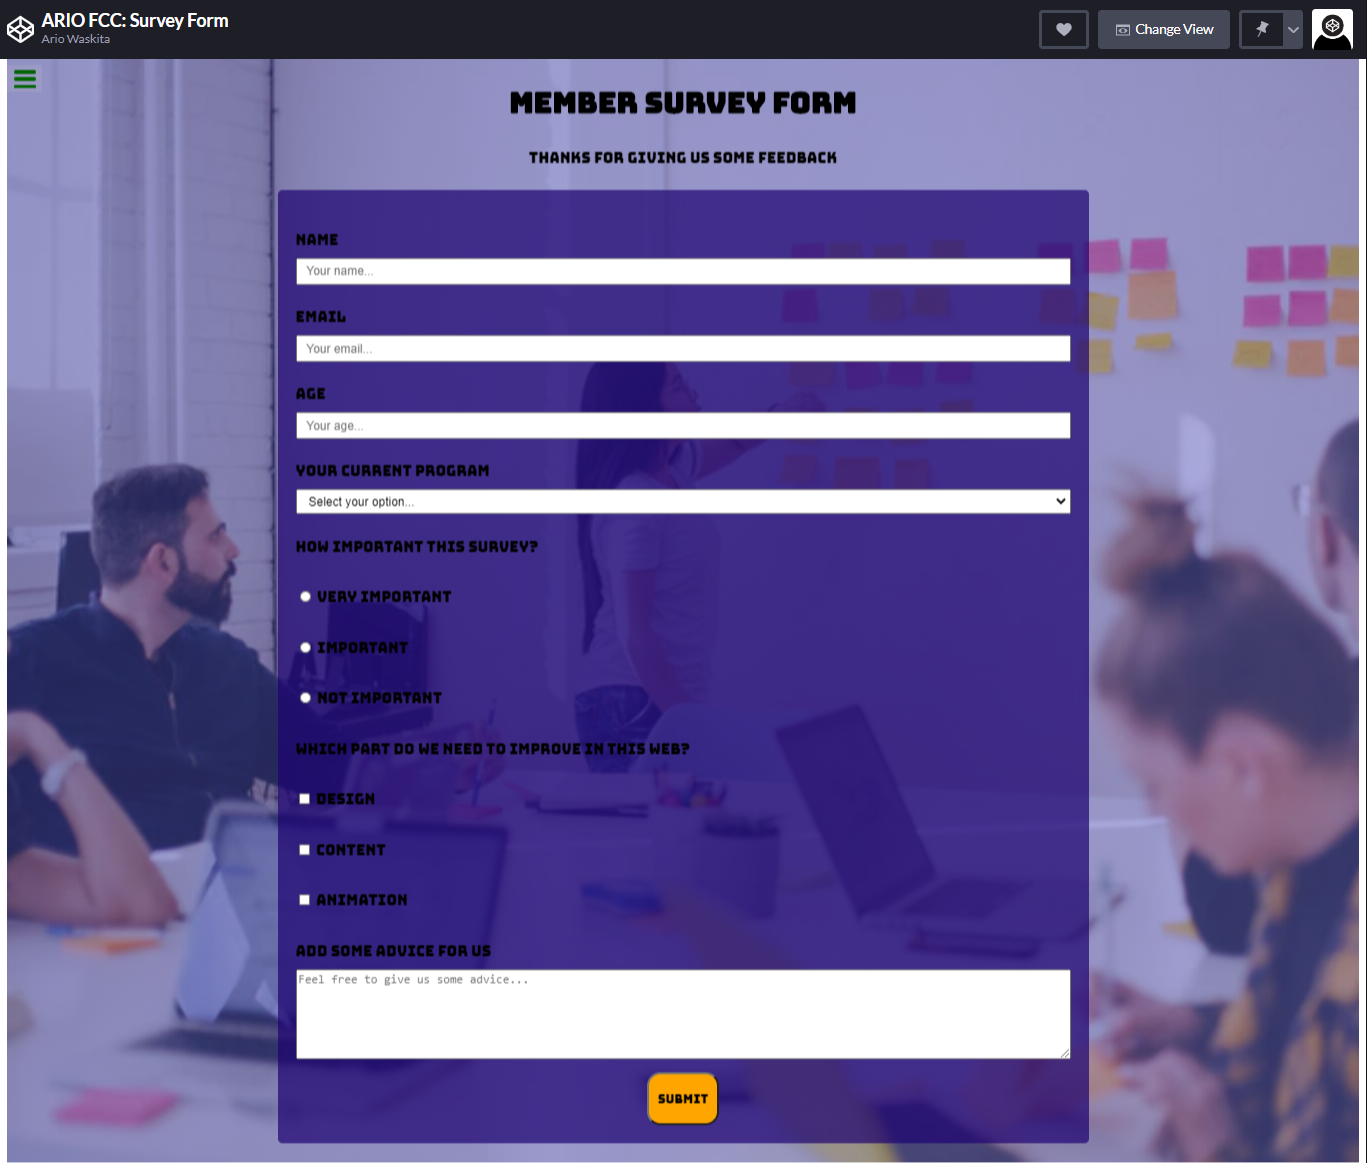 ARIO FCC: Survey Form
Ario Waskita
Change View
MEMBER SURVEY FORM
THANKS FOR GIVING US SOME FEEDBACK
NAME
Your name...
EMAIL
Your email...
AGE
Your age...
YOUR CURRENT PROGRAM
Select your option...
HOW IMPORTANT THIS SURVEY?
VERY IMPORTANT
IMPORTANT
NOT IMPORTANT
WHICH PART DO WE NEED TO IMPROVE IN THIS WEB?
DESIGN
CONTENT
ANIMATION
ADD SOME ADVICE FOR US
Feel free to give us some advice...
SUBMIT